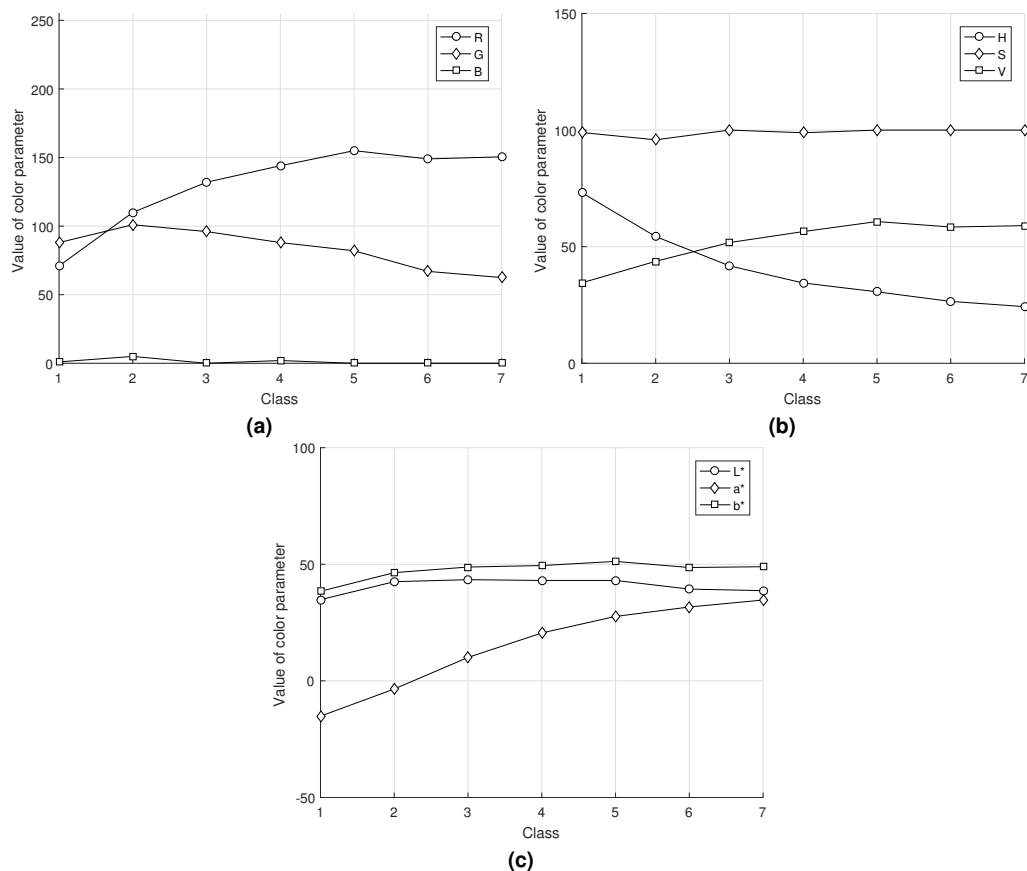 250
200
150
100
50
0
1 2 3 4 5 6 7
Class
Value of color parameter
R
G
B
(a)
150
100
50
0
1 2 3 4 5 6 7
Class
Value of color parameter
H
S
V
(b)
100
50
0
-50
1 2 3 4 5 6 7
Class
Value of color parameter
L*
a*
b*
(c)